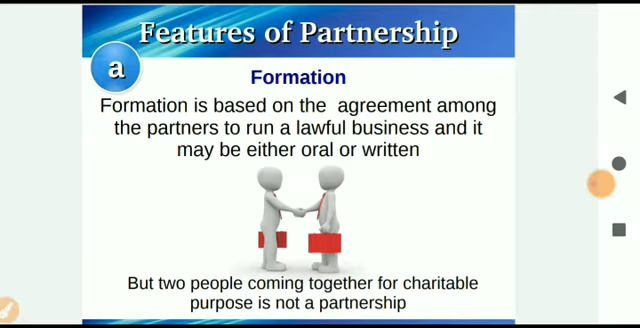 Features of Partnership
a
Formation
Formation is based on the agreement among
the partners to run a lawful business and it
may be either oral or written
But two people coming together for charitable
purpose is not a partnership